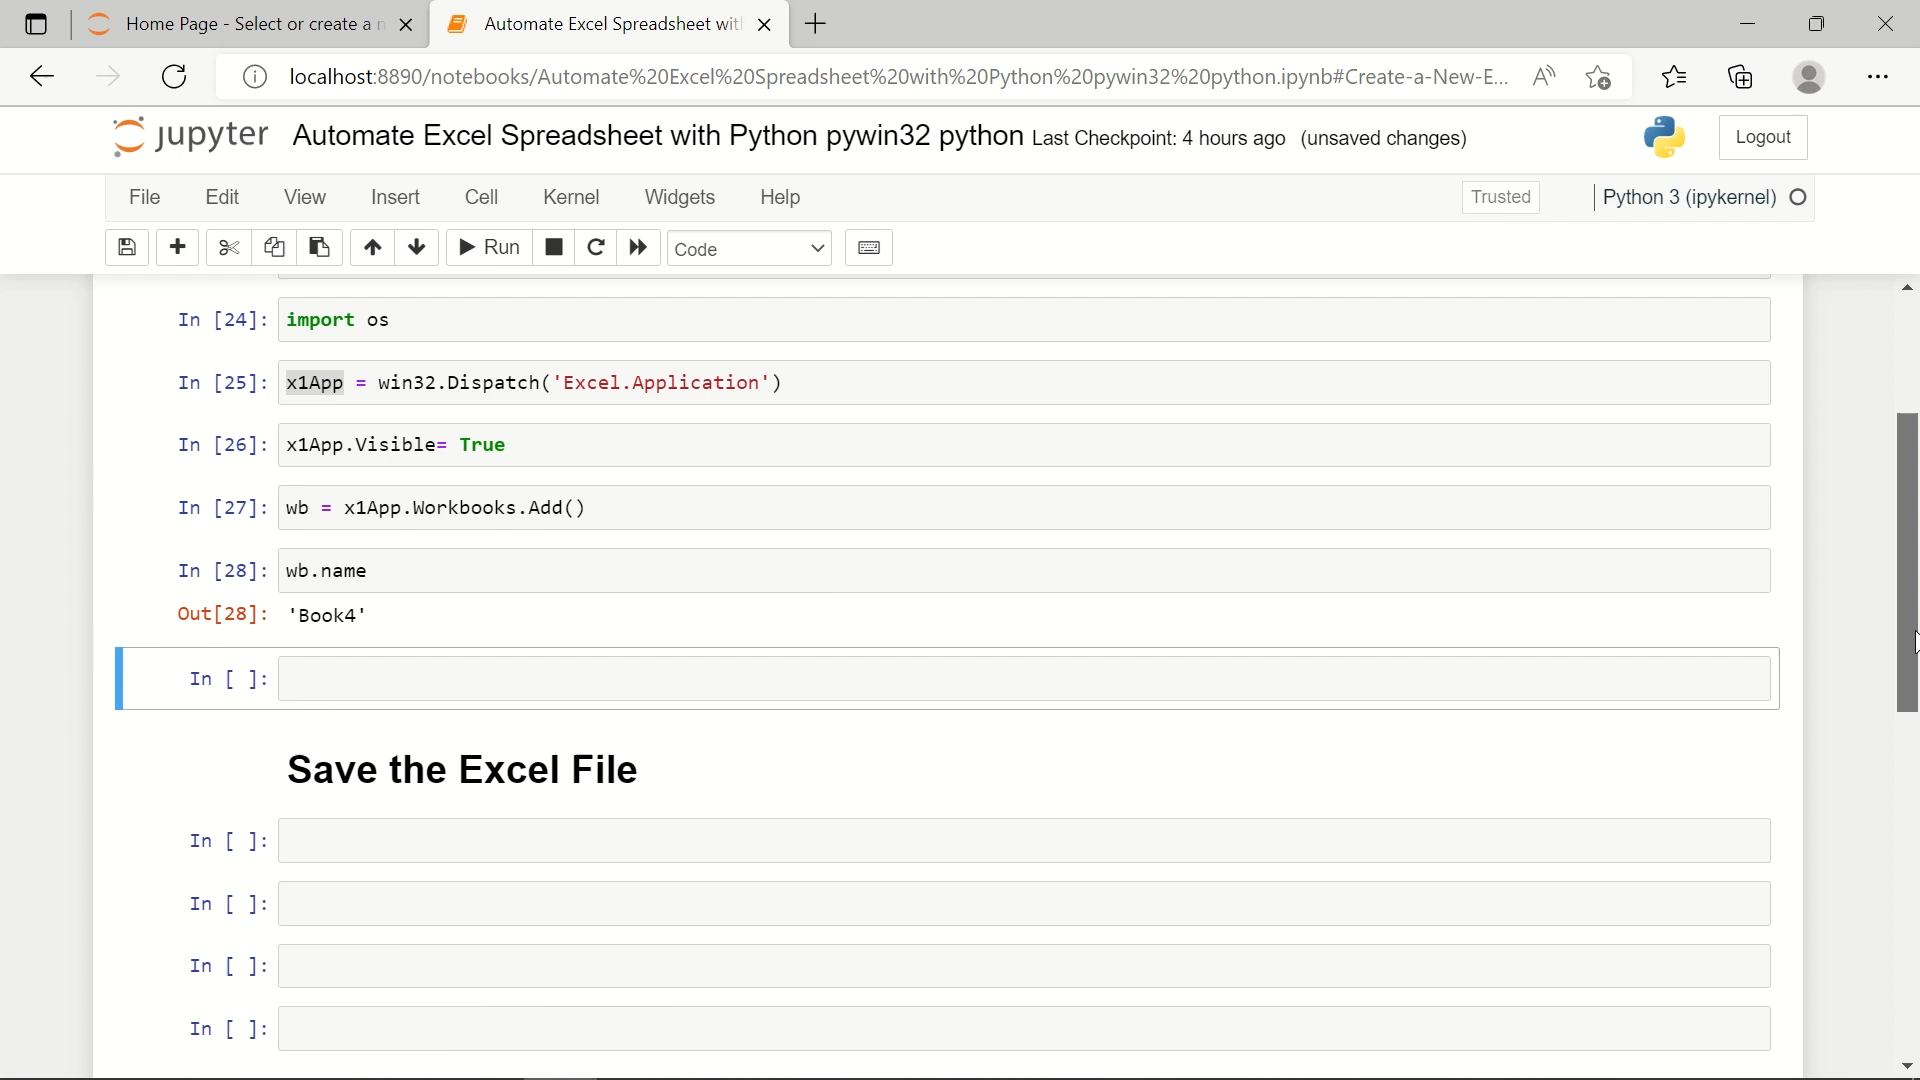 Home Page - Select or create a n
Automate Excel Spreadsheet wit
localhost:8890/notebooks/Automate%20Excel%20Spreadsheet%20with%20Python%20pywin32%20python.ipynb#Create-a-New-E...
jupyter Automate Excel Spreadsheet with Python pywin32 python Last Checkpoint: 4 hours ago (unsaved changes) Logout
File Edit View Insert Cell Kernel Widgets Help Trusted Python 3 (ipykernel)
Run Code
In [24]: import os
In [25]: x1App = win32.Dispatch('Excel.Application')
In [26]: x1App.Visible= True
In [27]: wb = x1App.Workbooks.Add()
In [28]: wb.name
Out[28]: 'Book4'
In [ ]:
Save the Excel File
In [ ]:
In [ ]:
In [ ]:
In [ ]: